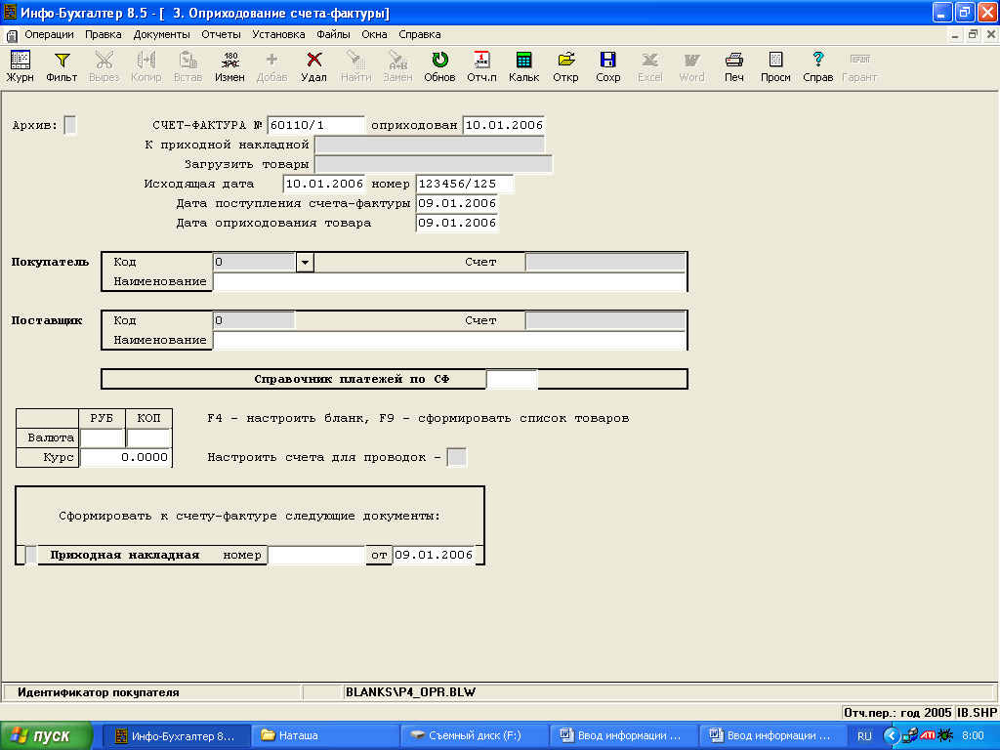 Инфо-Бухгалтер 8.5 - [ 3. Оприходование счета-фактуры]
Операции Правка Документы Отчеты Установка Файлы Окна Справка
180
Журн Фильт Вырез Копир Встав Измен Добав Удал Найти Замен Обнов Отч.п Кальк Откр Сохр Excel Word Печ Просм Справ Гарант
Архив: СЧЕТ-ФАКТУРА № 60110/1 оприходован 10.01.2006
К приходной накладной
Загрузить товары
Исходящая дата 10.01.2006 номер 123456/125
Дата поступления счета-фактуры 09.01.2006
Дата оприходования товара 09.01.2006
Покупатель Код 0 Счет
Наименование
Поставщик Код 0 Счет
Наименование
Справочник платежей по СФ
РУБ КОП F4 - настроить бланк, F9 - сформировать список товаров
Валюта
Курс 0.0000 Настроить счета для проводок -
Сформировать к счету-фактуре следующие документы:
Приходная накладная номер от 09.01.2006
Идентификатор покупателя BLANKS\P4_OPR.BLW
Отч.пер.: год 2005 IB.SHP
пуск Инфо-Бухгалтер 8... Наташа Съемный диск (F:) Ввод информации ... Ввод информации ... RU 8:00